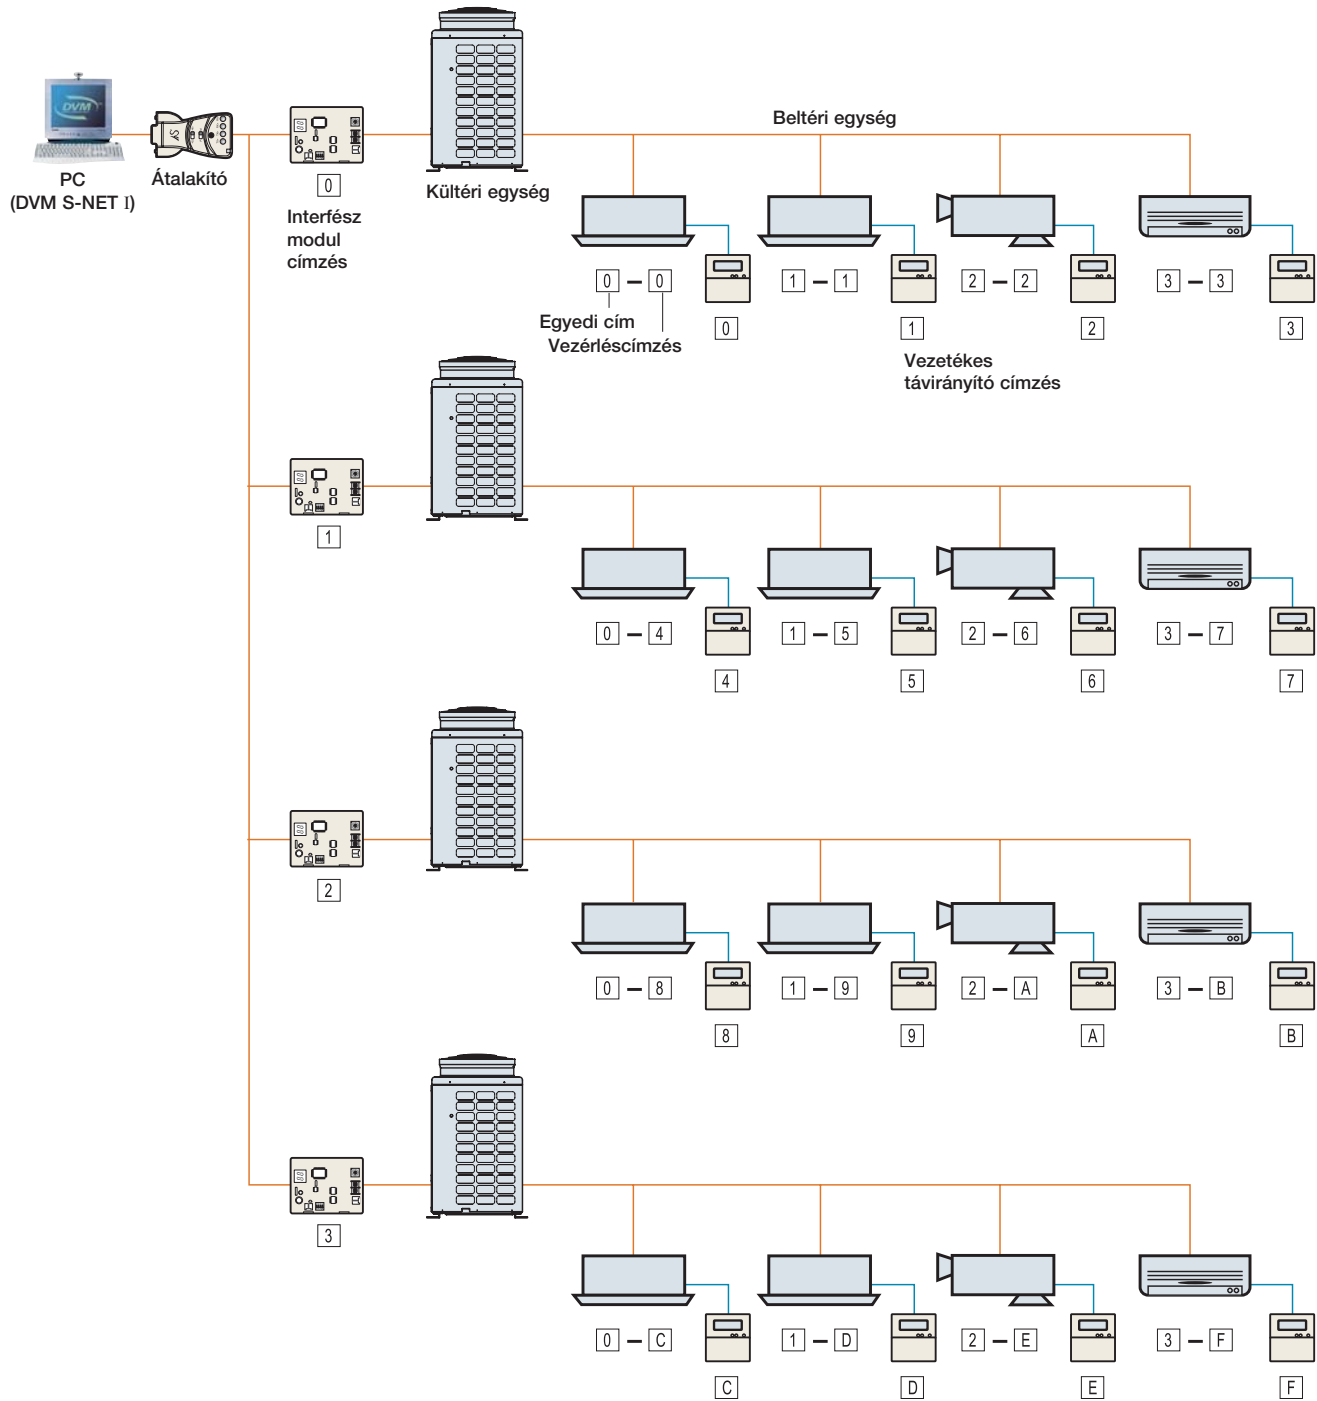 DVM
Beltéri egység
PC
(DVM S-NET I)
Átalakító
0
Kültéri egység
Interfész
modul
címzés
0 – 0
1 – 1
2 – 2
3 – 3
Egyedi cím
Vezérléscímzés
0
1
2
3
Vezetékes
távirányító címzés
1
0 – 4
1 – 5
2 – 6
3 – 7
4
5
6
7
2
0 – 8
1 – 9
2 – A
3 – B
8
9
A
B
3
0 – C
1 – D
2 – E
3 – F
C
D
E
F